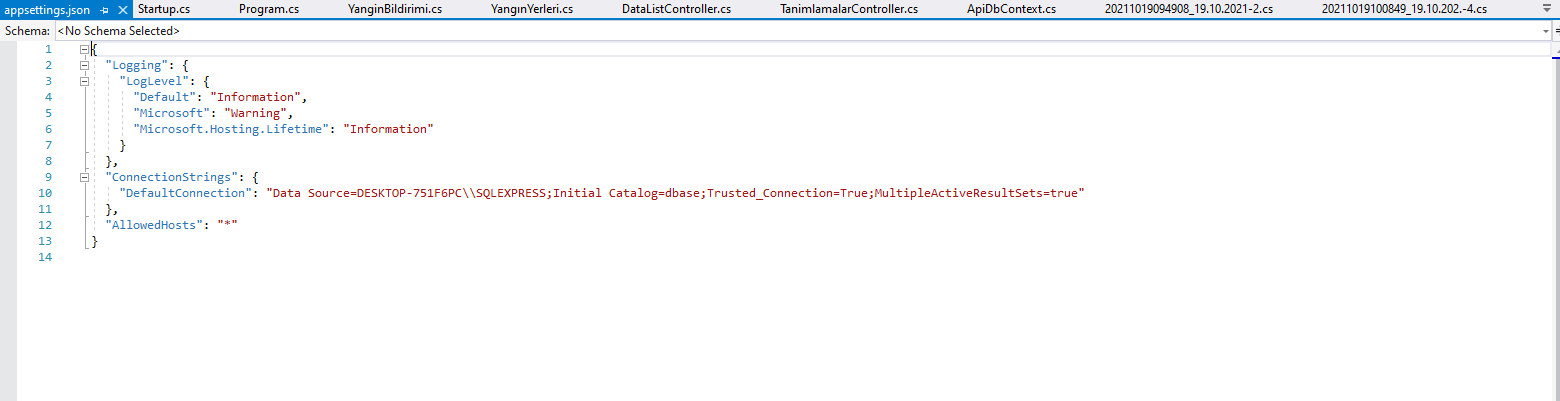 appsettings.json Startup.cs Program.cs YanginBildirimi.cs YangınYerleri.cs DataListController.cs TanimlamalarController.cs ApiDbContext.cs 20211019094908_19.10.2021-2.cs 20211019100849_19.10.202.-4.cs
Schema: <No Schema Selected>
1 {
2 "Logging": {
3 "LogLevel": {
4 "Default": "Information",
5 "Microsoft": "Warning",
6 "Microsoft.Hosting.Lifetime": "Information"
7 }
8 },
9 "ConnectionStrings": {
10 "DefaultConnection": "Data Source=DESKTOP-751F6PC\\SQLEXPRESS;Initial Catalog=dbase;Trusted_Connection=True;MultipleActiveResultSets=true"
11 },
12 "AllowedHosts": "*"
13 }
14